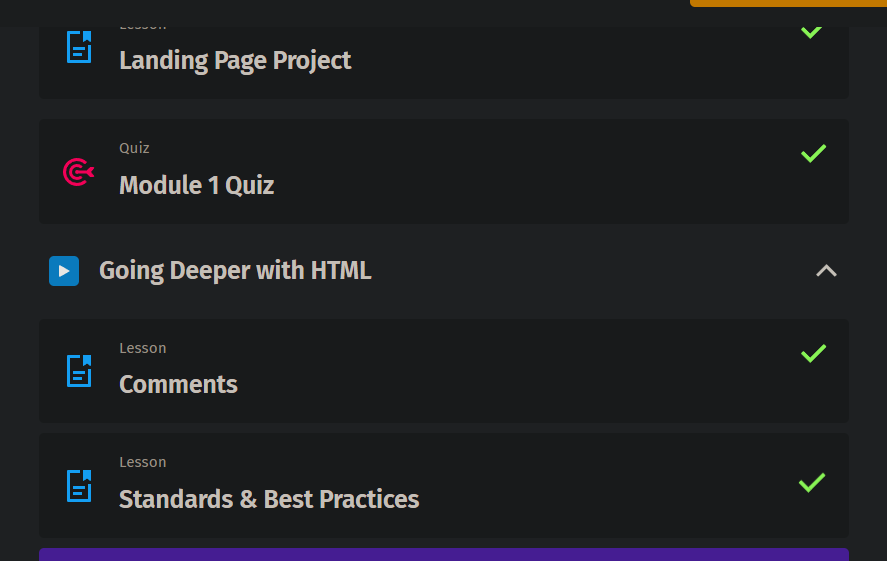 Lesson
Landing Page Project
Quiz
Module 1 Quiz
Going Deeper with HTML
Lesson
Comments
Lesson
Standards & Best Practices